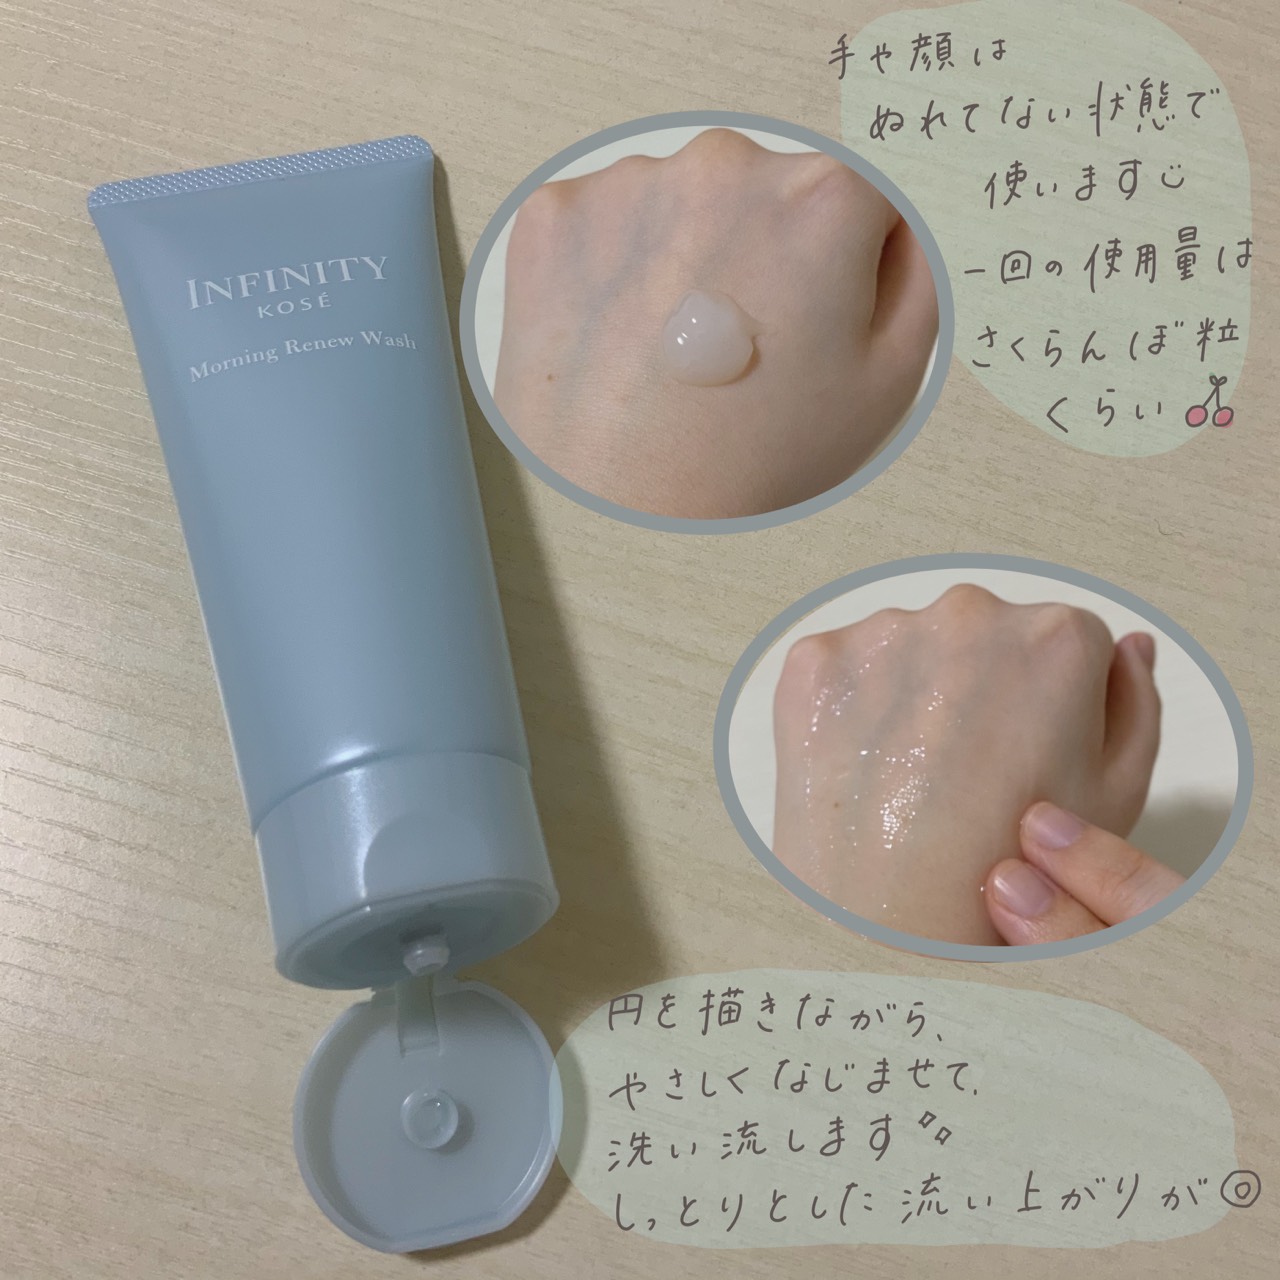 INFINITY
KOSÉ
Morning Renew Wash
手や顔は
ぬれてない状態で
使います
一回の使用量は
さくらんぼ粒
くらい
円を描きながら、
やさしくなじませて、
洗い流します
しっとりとした流い上がりが◎